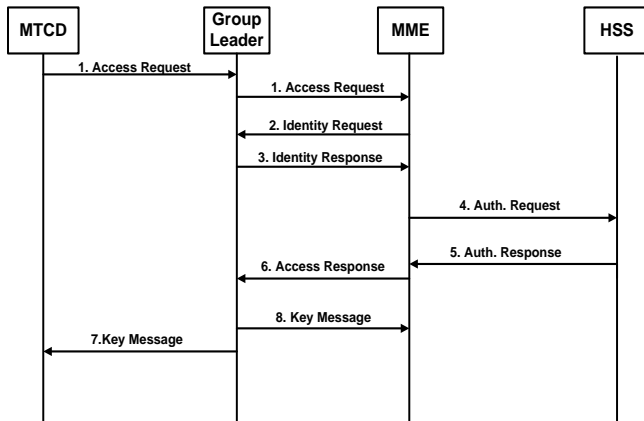 MTCD
Group
Leader
MME
HSS
1. Access Request
1. Access Request
2. Identity Request
3. Identity Response
4. Auth. Request
5. Auth. Response
6. Access Response
8. Key Message
7.Key Message